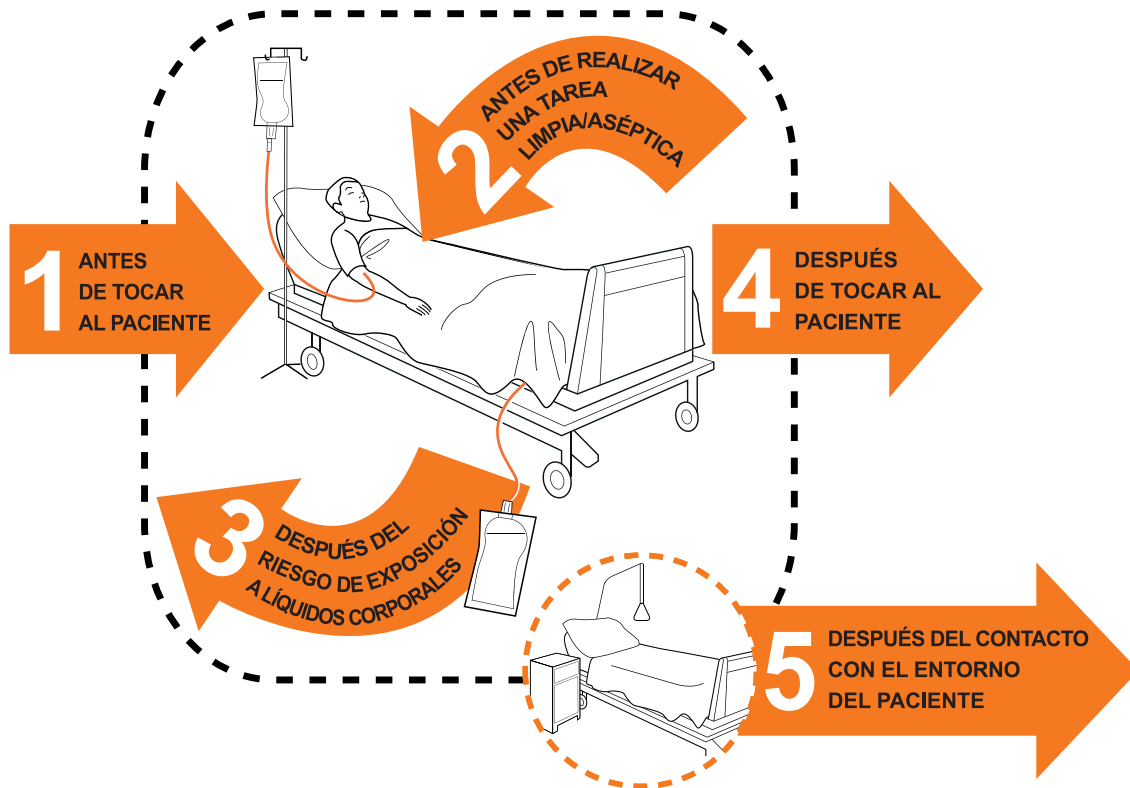 1
ANTES
DE TOCAR
AL PACIENTE
2
ANTES DE REALIZAR
UNA TAREA
LIMPIA/ASÉPTICA
3
DESPUÉS DEL
RIESGO DE EXPOSICIÓN
A LÍQUIDOS CORPORALES
4
DESPUÉS
DE TOCAR AL
PACIENTE
5
DESPUÉS DEL CONTACTO
CON EL ENTORNO
DEL PACIENTE